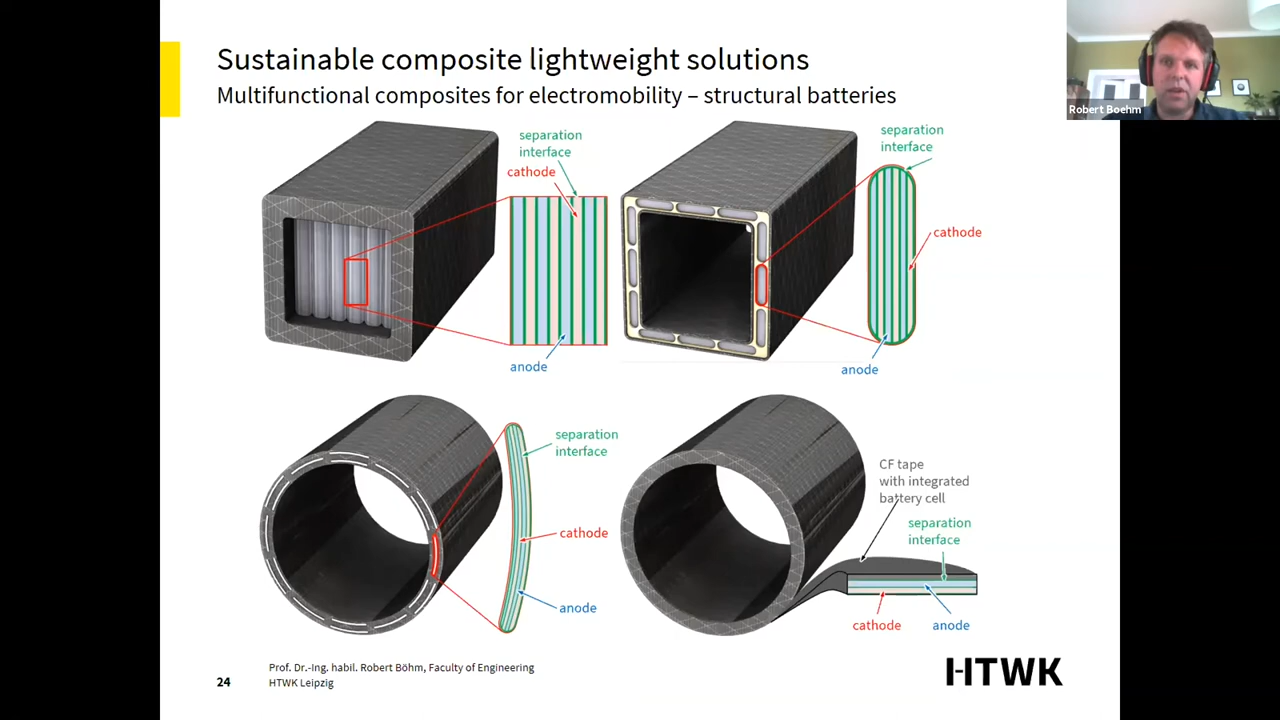 Sustainable composite lightweight solutions
Multifunctional composites for electromobility – structural batteries
Robert Boehm
separation
interface
cathode
anode
separation
interface
cathode
anode
separation
interface
cathode
anode
CF tape
with integrated
battery cell
separation
interface
cathode
anode
24
Prof. Dr.-Ing. habil. Robert Böhm, Faculty of Engineering
HTWK Leipzig
HTWK